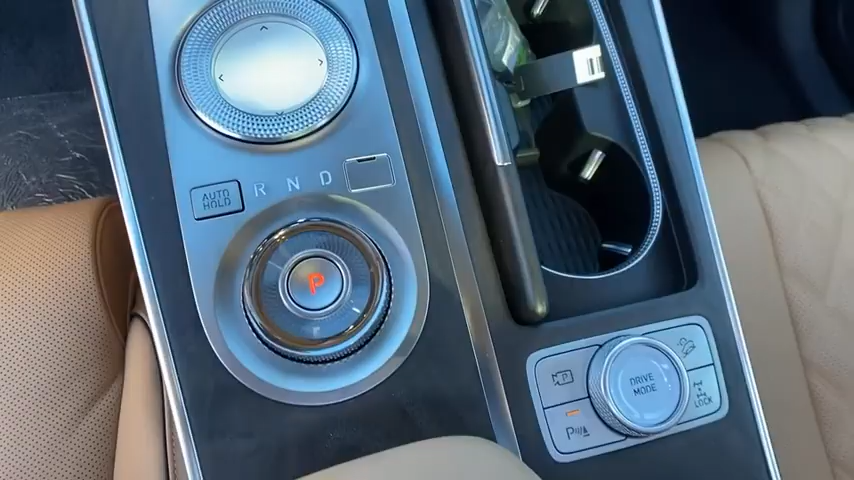 AUTO
HOLD
R N D
P
P
DRIVE
MODE
LOCK
P